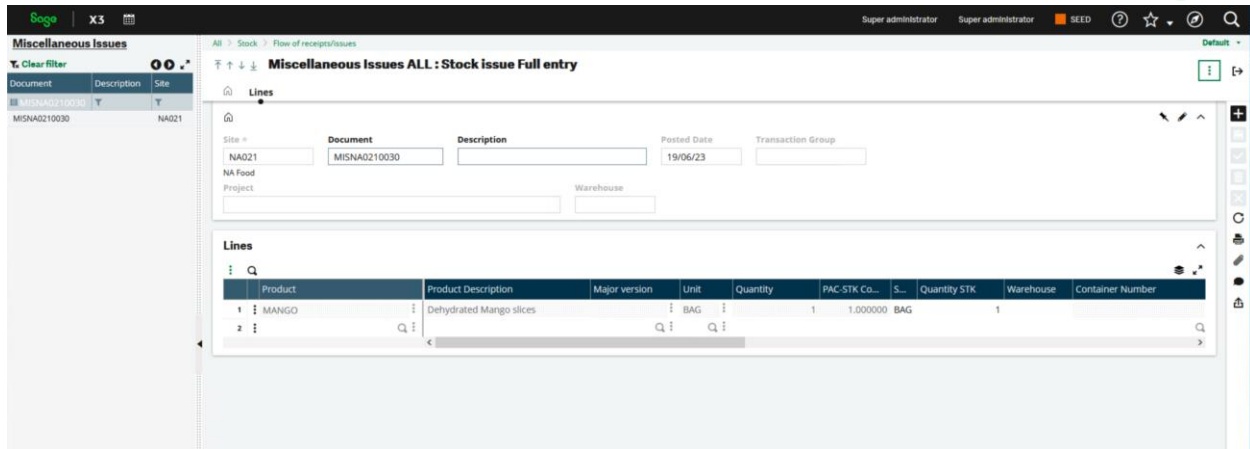 Sage X3 Super administrator Super administrator SEED
Miscellaneous Issues
Clear filter
Document Description Site
MISNA0210030
MISNA0210030 NA021
All > Stock > Flow of receipts/issues Default
Miscellaneous Issues ALL : Stock issue Full entry
Lines
Site * Document Description Posted Date Transaction Group
NA021 MISNA0210030 19/06/23
NA Food
Project Warehouse
Lines
Product Product Description Major version Unit Quantity PAC-STK Co... S... Quantity STK Warehouse Container Number
1 MANGO Dehydrated Mango slices BAG 1 1.000000 BAG 1
2